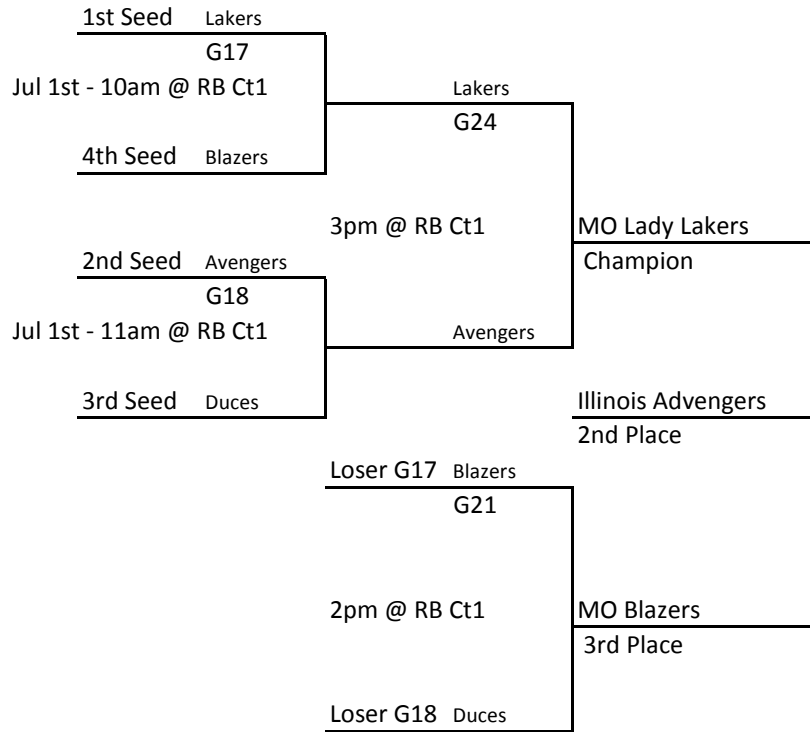 1st Seed Lakers
G17
Jul 1st - 10am @ RB Ct1
Lakers
G24
4th Seed Blazers
3pm @ RB Ct1
MO Lady Lakers
Champion
2nd Seed Avengers
G18
Jul 1st - 11am @ RB Ct1
Avengers
3rd Seed Duces
Illinois Advengers
2nd Place
Loser G17 Blazers
G21
2pm @ RB Ct1
MO Blazers
3rd Place
Loser G18 Duces